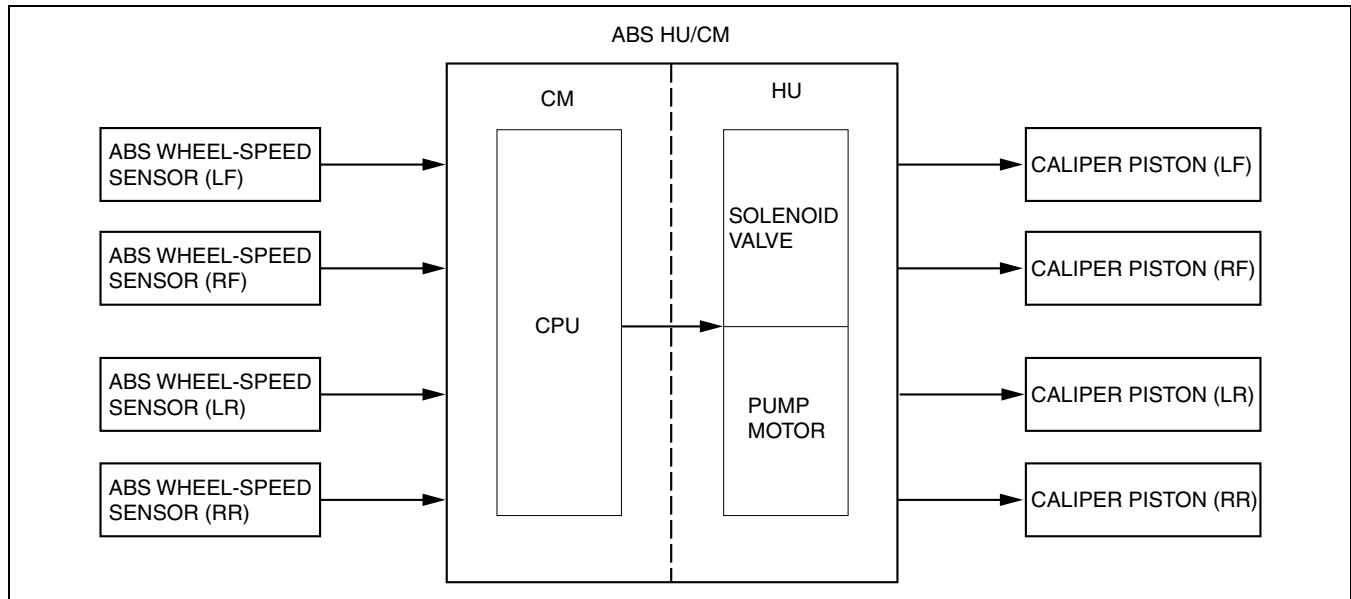 ABS HU/CM
CM
HU
ABS WHEEL-SPEED
SENSOR (LF)
ABS WHEEL-SPEED
SENSOR (RF)
ABS WHEEL-SPEED
SENSOR (LR)
ABS WHEEL-SPEED
SENSOR (RR)
CPU
SOLENOID
VALVE
PUMP
MOTOR
CALIPER PISTON (LF)
CALIPER PISTON (RF)
CALIPER PISTON (LR)
CALIPER PISTON (RR)